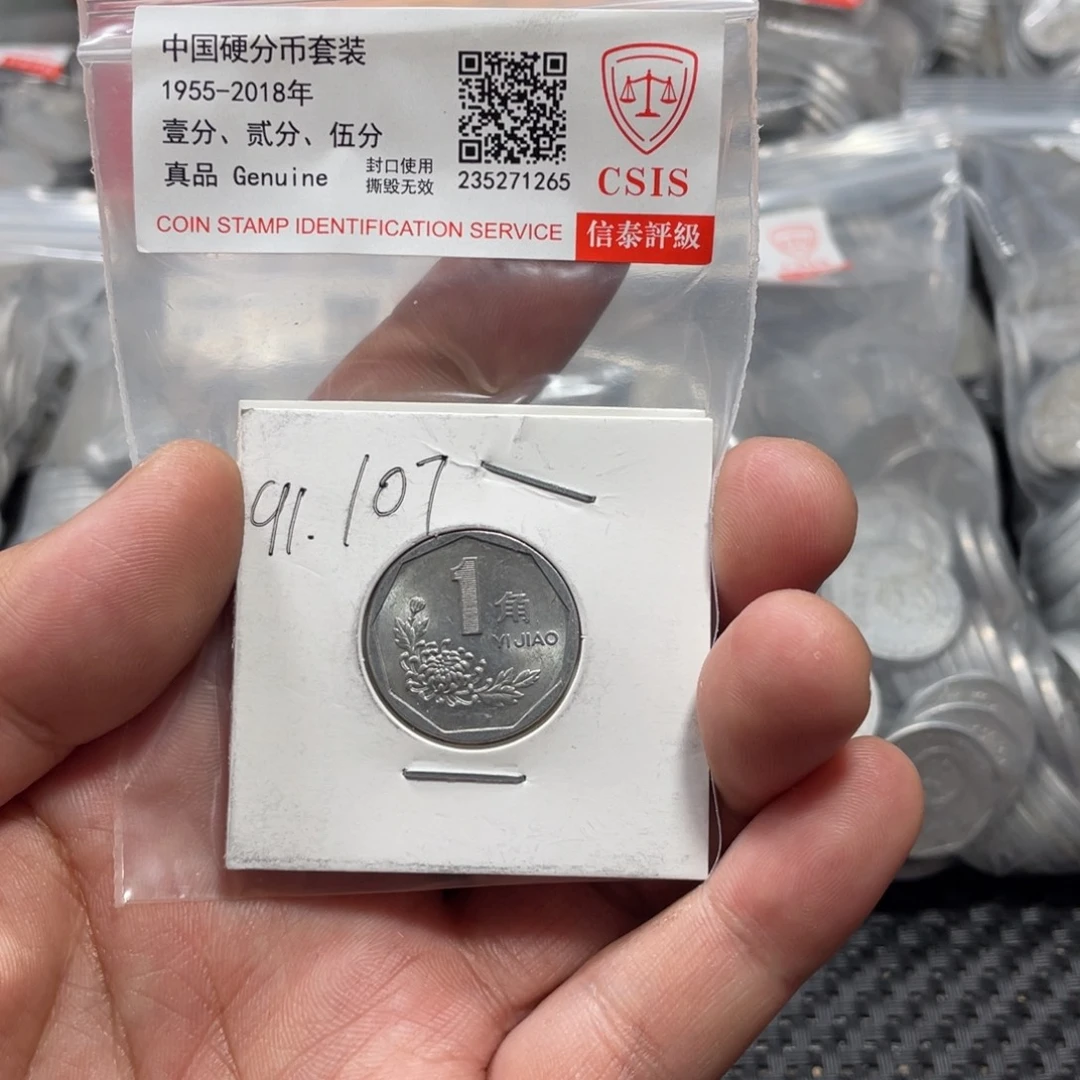 中国硬分币套装
1955-2018年
壹分、贰分、伍分
真品 Genuine
封口使用
撕毁无效
235271265
CSIS
COIN STAMP IDENTIFICATION SERVICE
信泰評級
91.107
1角
YI JIAO